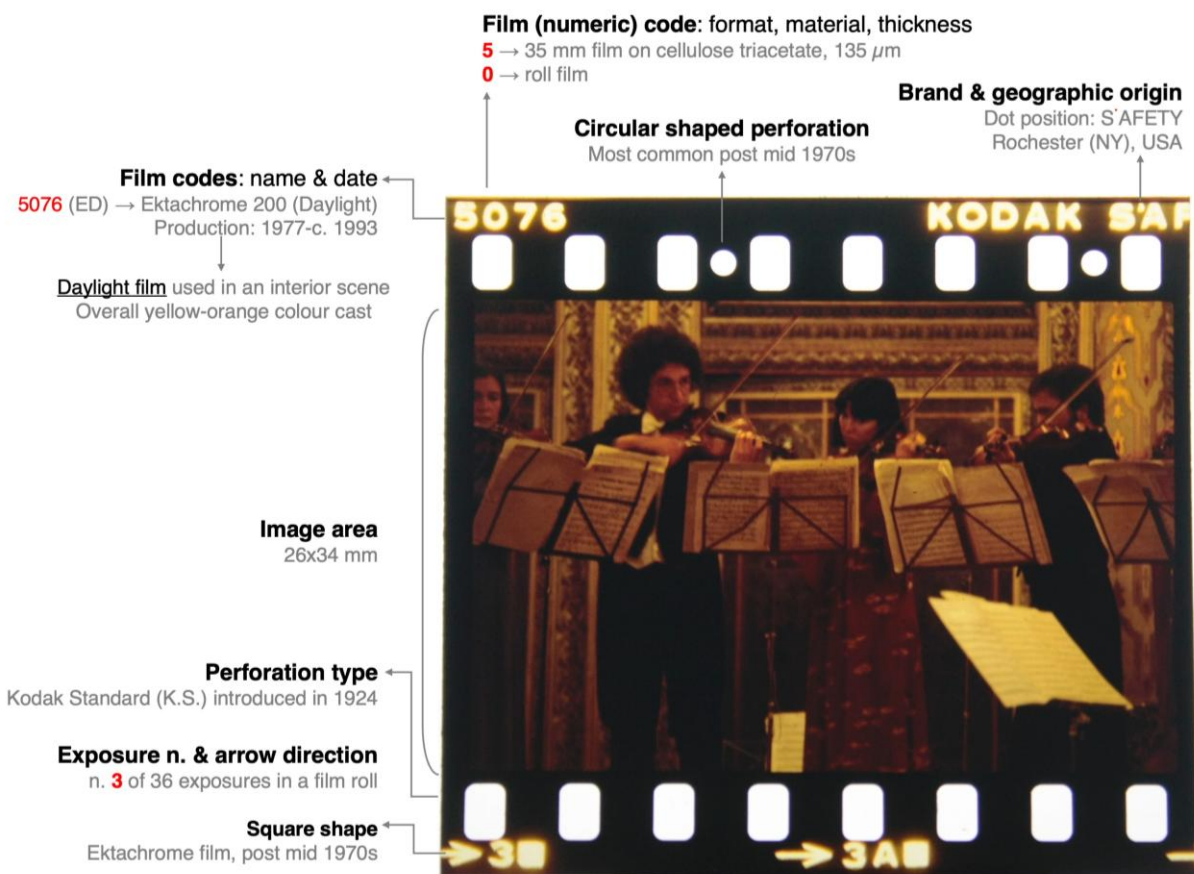 Film (numeric) code: format, material, thickness
5 → 35 mm film on cellulose triacetate, 135 µm
0 → roll film
Brand & geographic origin
Dot position: S˙AFETY
Rochester (NY), USA
Circular shaped perforation
Most common post mid 1970s
Film codes: name & date
5076 (ED) → Ektachrome 200 (Daylight)
Production: 1977-c. 1993
Daylight film used in an interior scene
Overall yellow-orange colour cast
5076 KODAK S'AF
Image area
26x34 mm
Perforation type
Kodak Standard (K.S.) introduced in 1924
Exposure n. & arrow direction
n. 3 of 36 exposures in a film roll
Square shape
Ektachrome film, post mid 1970s
→3■ →3A■